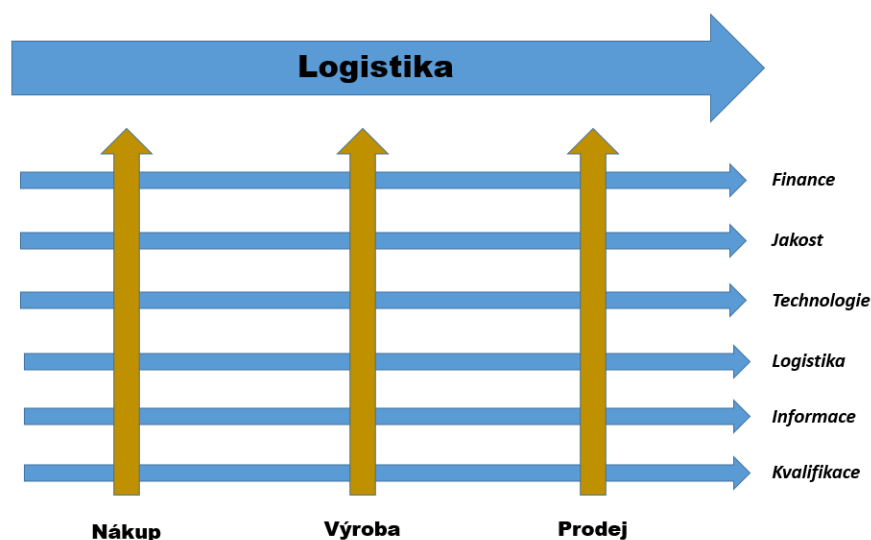 Logistika
Finance
Jakost
Technologie
Logistika
Informace
Kvalifikace
Nákup
Výroba
Prodej